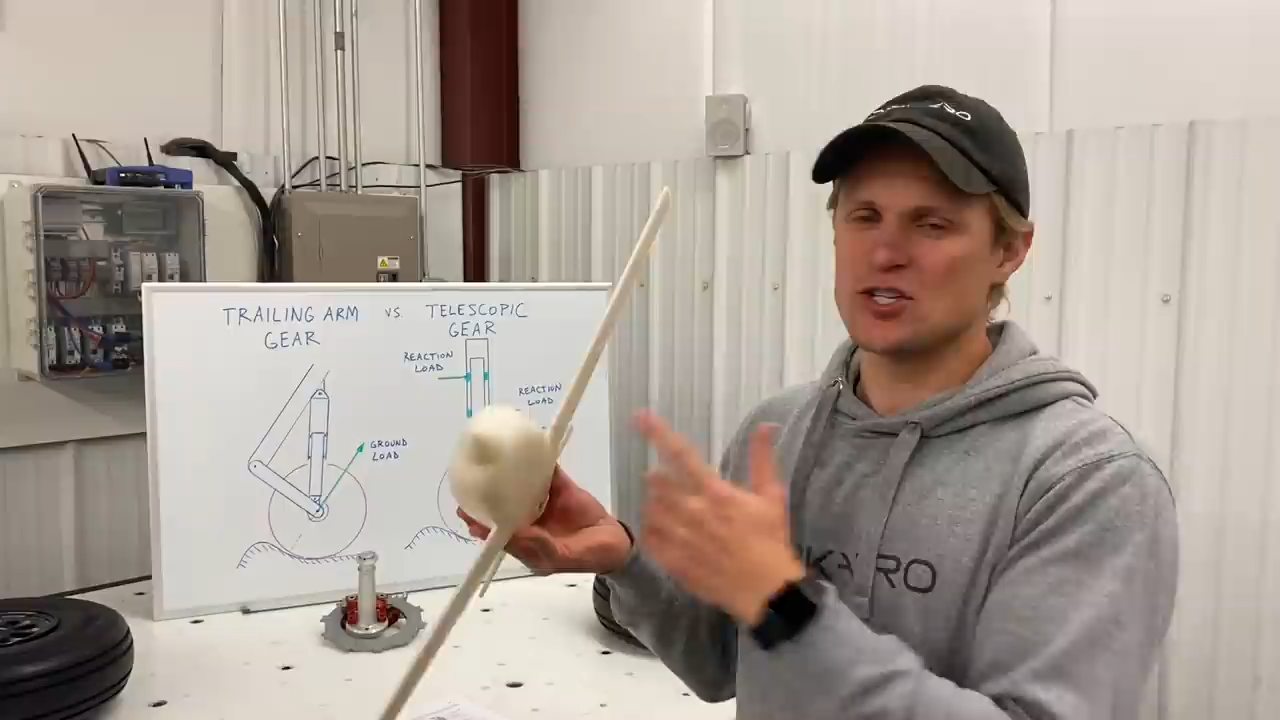 TRAILING ARM VS. TELESCOPIC
GEAR GEAR
REACTION
LOAD
REACTION
LOAD
GROUND
LOAD